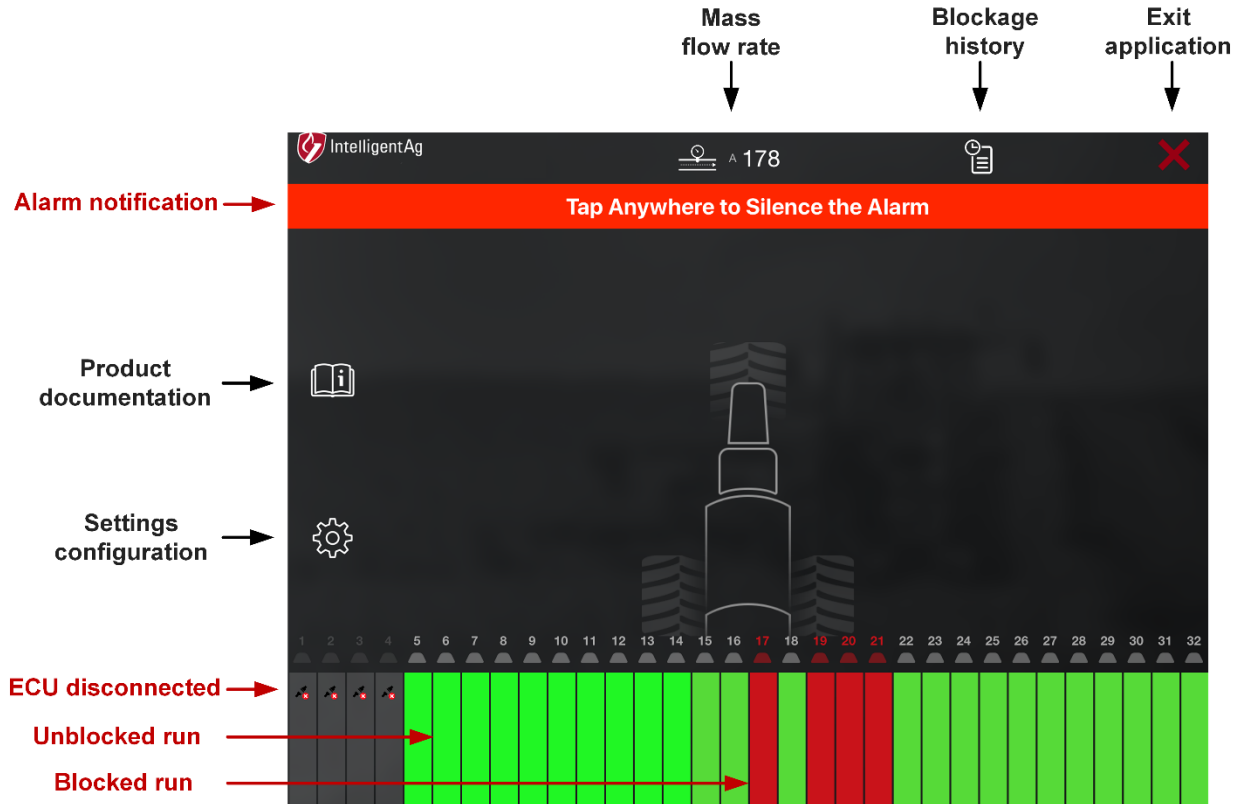 Mass
flow rate
Blockage
history
Exit
application
IntelligentAg
A 178
Alarm notification
Tap Anywhere to Silence the Alarm
Product
documentation
i
Settings
configuration
1 2 3 4 5 6 7 8 9 10 11 12 13 14 15 16 17 18 19 20 21 22 23 24 25 26 27 28 29 30 31 32
ECU disconnected
Unblocked run
Blocked run